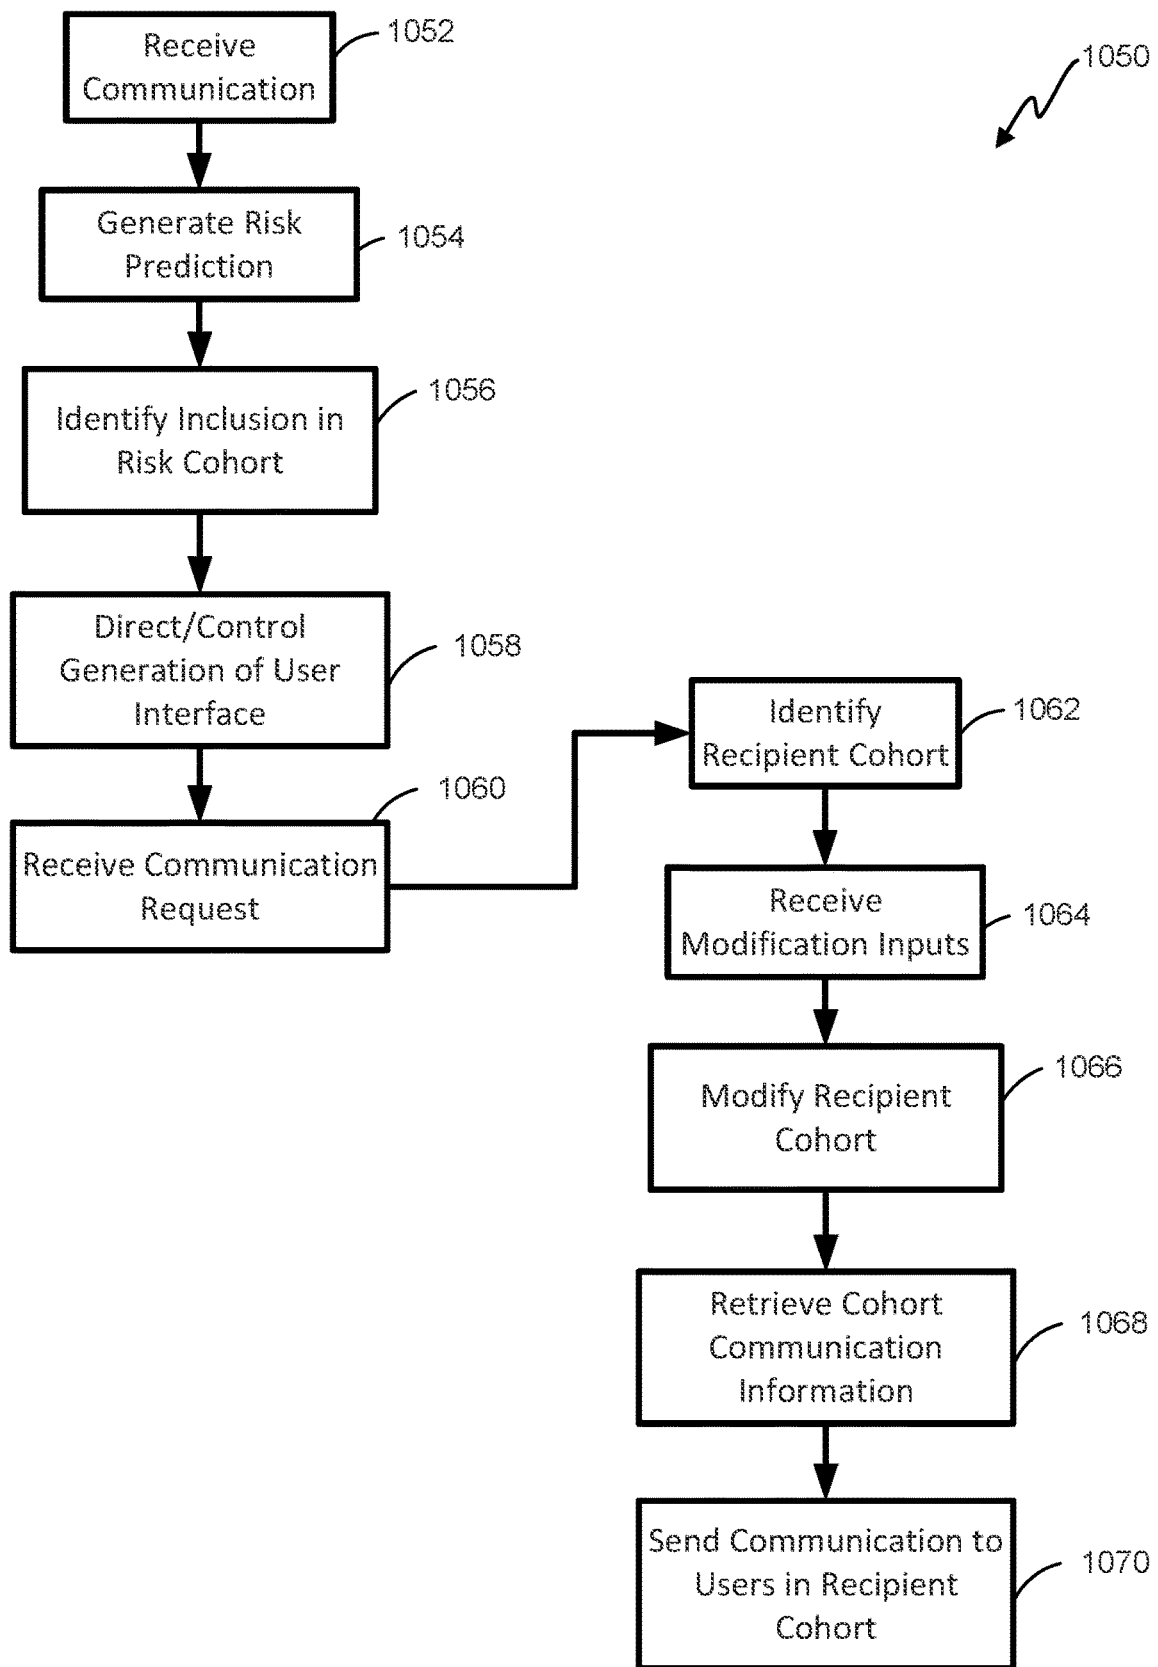 Receive
Communication
1052
1050
Generate Risk
Prediction
1054
Identify Inclusion in
Risk Cohort
1056
Direct/Control
Generation of User
Interface
1058
Receive Communication
Request
1060
Identify
Recipient Cohort
1062
Receive
Modification Inputs
1064
Modify Recipient
Cohort
1066
Retrieve Cohort
Communication
Information
1068
Send Communication to
Users in Recipient
Cohort
1070